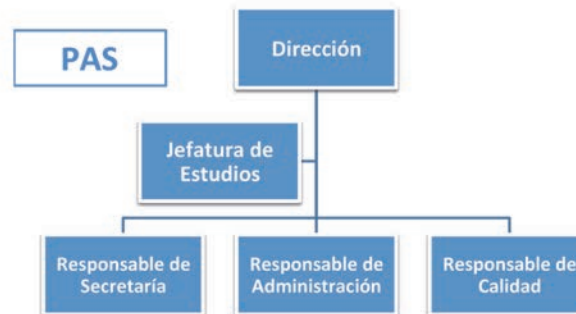 PAS
Dirección
Jefatura de
Estudios
Responsable de
Secretaría
Responsable de
Administración
Responsable de
Calidad